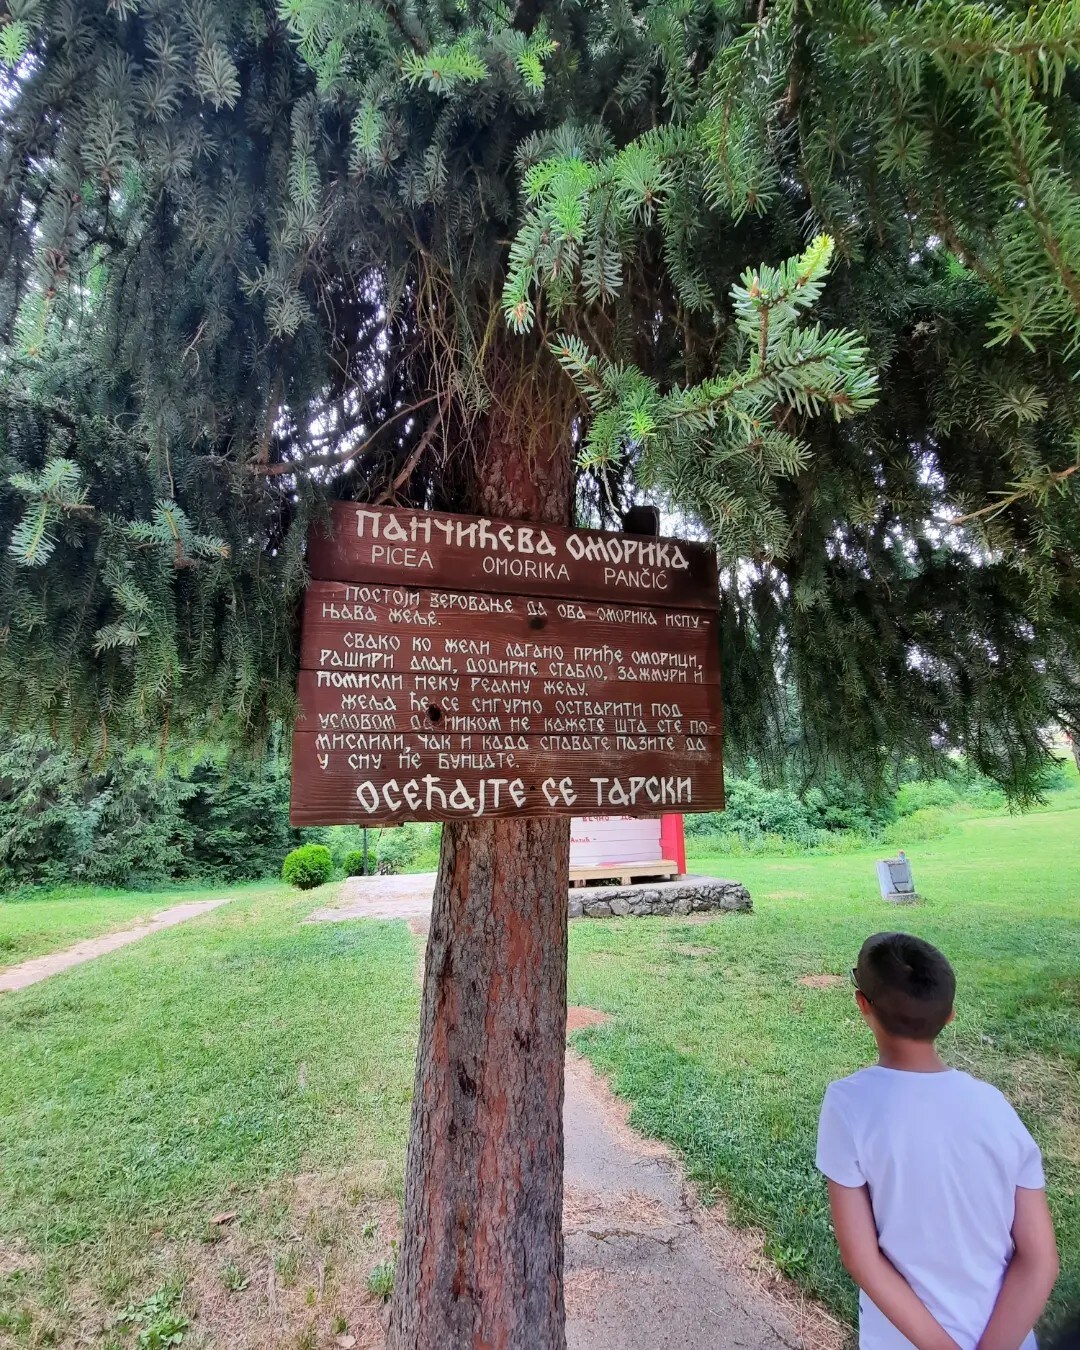 ПАНЧИЋЕВА ОМОРИКА
PICEA OMORIKA PANČIĆ
ПОСТОЈИ ВЕРОВАЊЕ ДА ОВА ОМОРИКА ИСПУ-
ЊАВА ЖЕЉЕ.
СВАКО КО ЖЕЛИ ЛАГАНО ПРИЂЕ ОМОРИЦИ,
РАШИРИ ДЛАН, ДОДИРНЕ СТАБЛО, ЗАЖМУРИ И
ПОМИСЛИ НЕКУ РЕАЛНУ ЖЕЉУ.
ЖЕЉА ЋЕ СЕ СИГУРНО ОСТВАРИТИ ПОД
УСЛОВОМ ДА НИКОМ НЕ КАЖЕТЕ ШТА СТЕ ПО-
МИСЛИЛИ, ЧАК И КАДА СПАВАТЕ ПАЗИТЕ ДА
У СНУ НЕ БУНЦАТЕ.
ОСЕЋАЈТЕ СЕ ТАРСКИ
ВЕЧНО